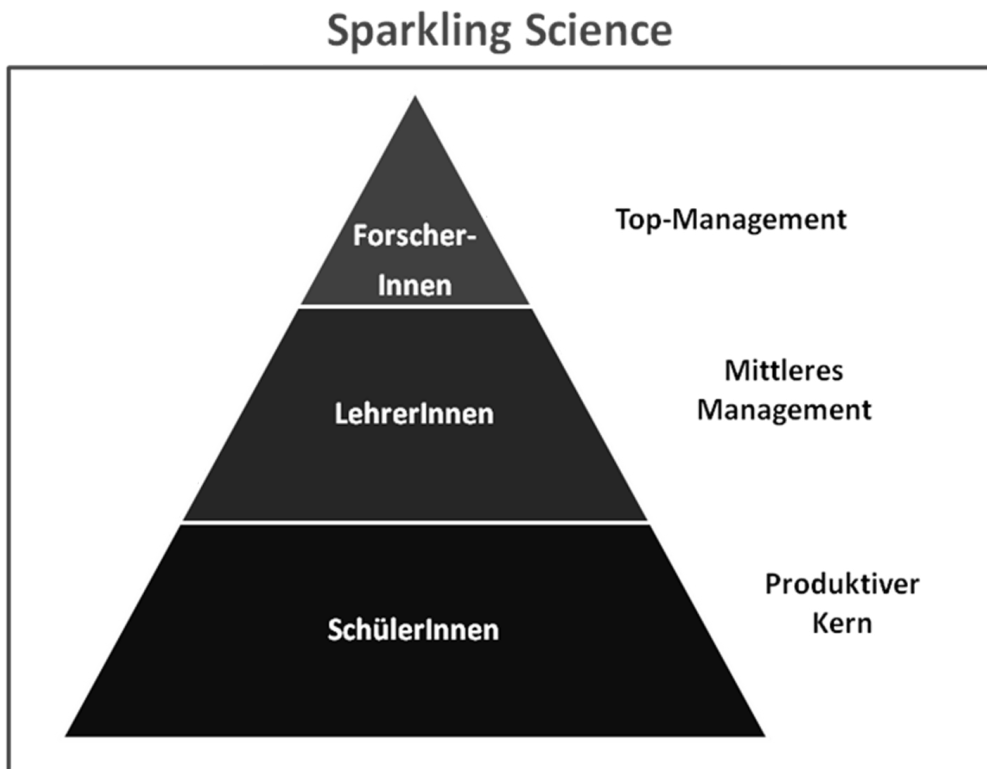 Sparkling Science
Forscher-
Innen
Top-Management
LehrerInnen
Mittleres
Management
SchülerInnen
Produktiver
Kern